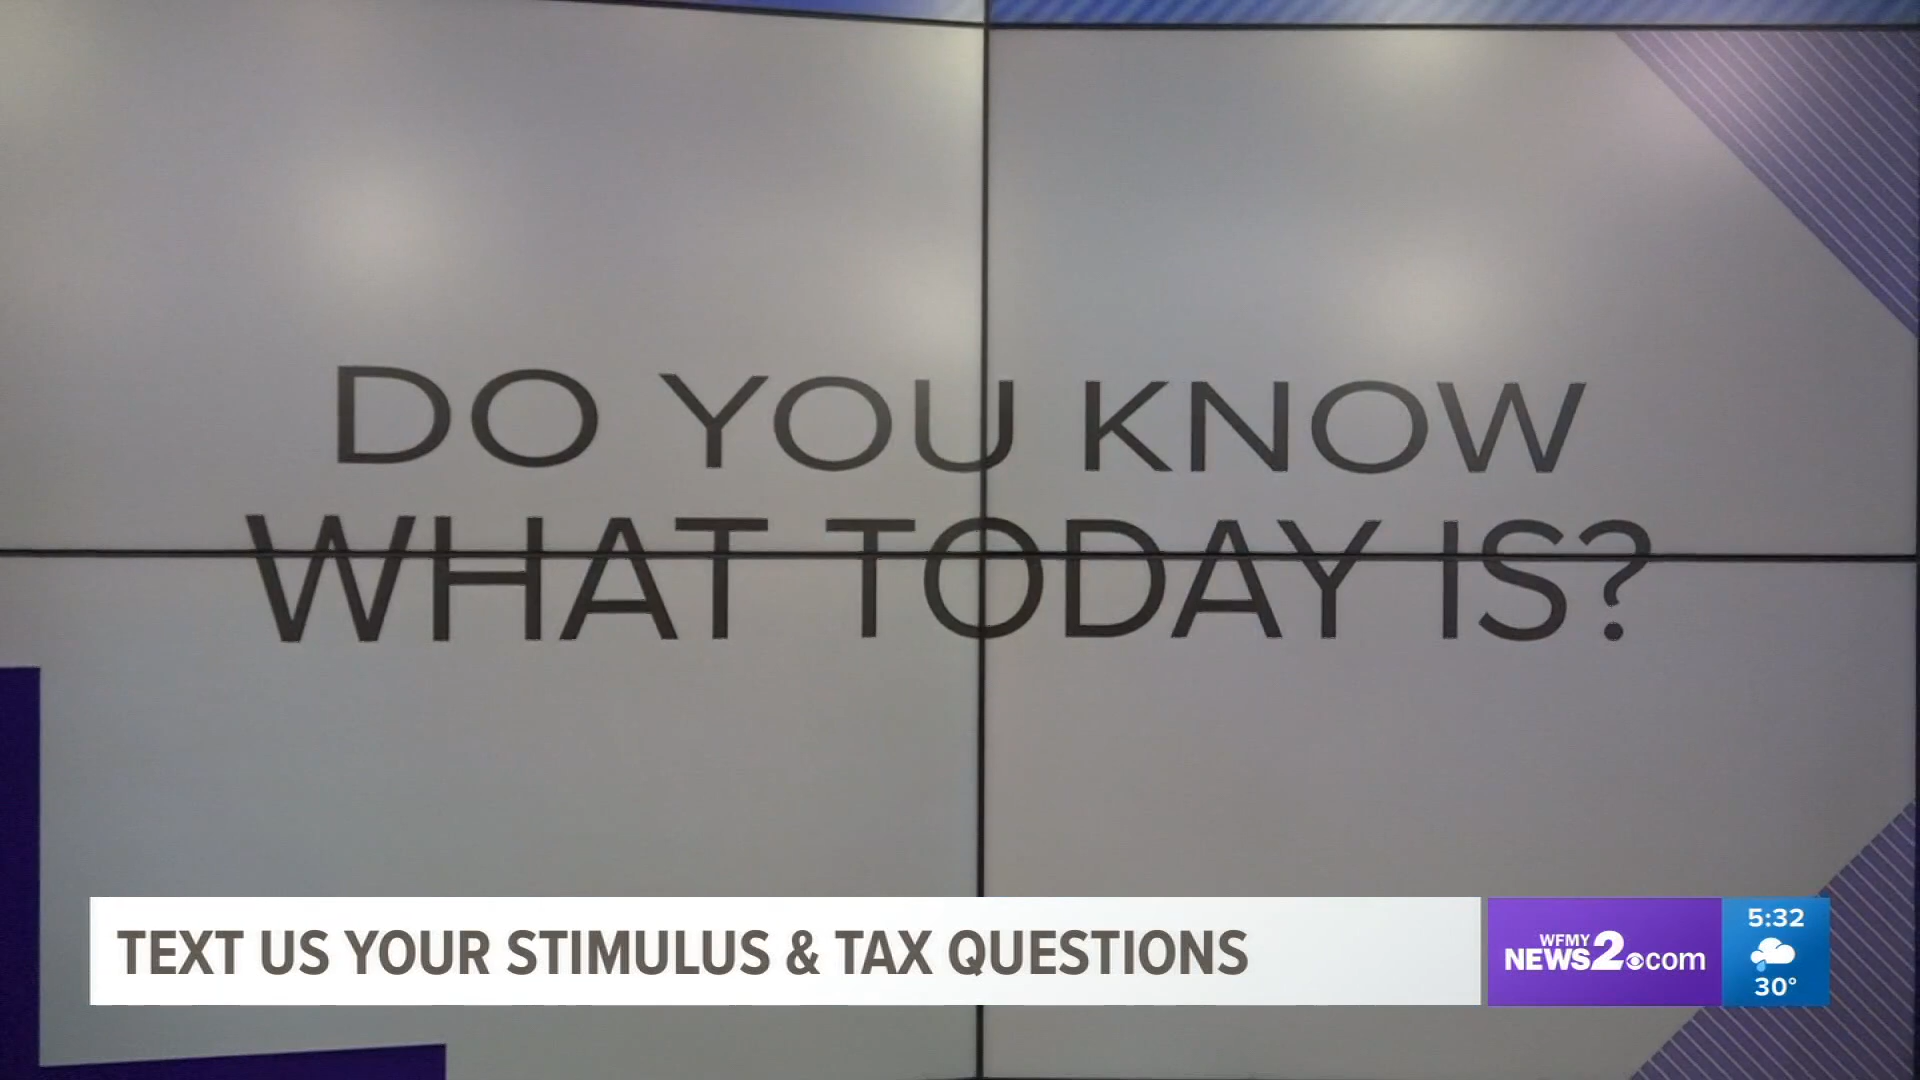 DO YOU KNOW
WHAT TODAY IS?
TEXT US YOUR STIMULUS & TAX QUESTIONS
WFMY
NEWS2.com
5:32
30°